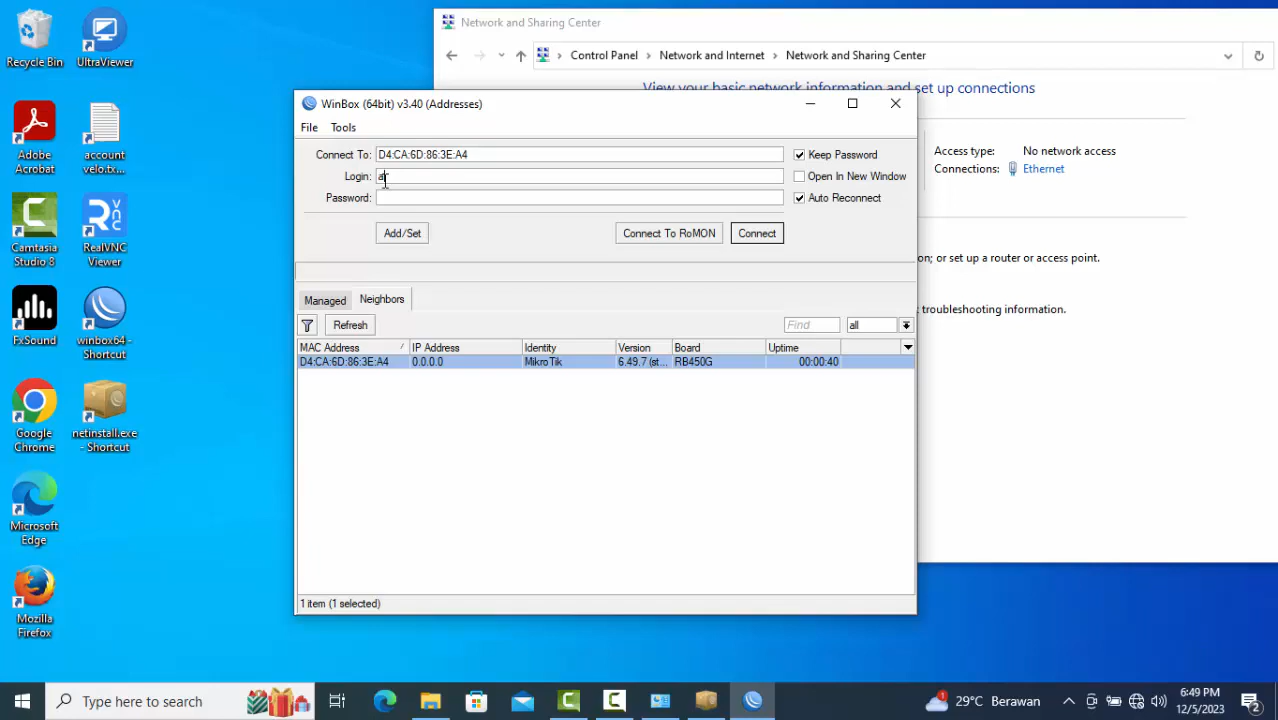 Recycle Bin
UltraViewer
Adobe
Acrobat
account
velo.tx...
Camtasia
Studio 8
RealVNC
Viewer
FxSound
winbox64 -
Shortcut
Google
Chrome
netinstall.exe
- Shortcut
Microsoft
Edge
Mozilla
Firefox
Network and Sharing Center
Control Panel > Network and Internet > Network and Sharing Center
View your basic network information and set up connections
Access type: No network access
Connections: Ethernet
on; or set up a router or access point.
troubleshooting information.
WinBox (64bit) v3.40 (Addresses)
File Tools
Connect To: D4:CA:6D:86:3E:A4
Keep Password
Login:
Open In New Window
Password:
Auto Reconnect
Add/Set
Connect To RoMON
Connect
Managed Neighbors
Refresh
Find
all
MAC Address / IP Address Identity Version Board Uptime
D4:CA:6D:86:3E:A4 0.0.0.0 MikroTik 6.49.7 (st... RB450G 00:00:40
1 item (1 selected)
Type here to search
29°C Berawan
6:49 PM
12/5/2023
1
2